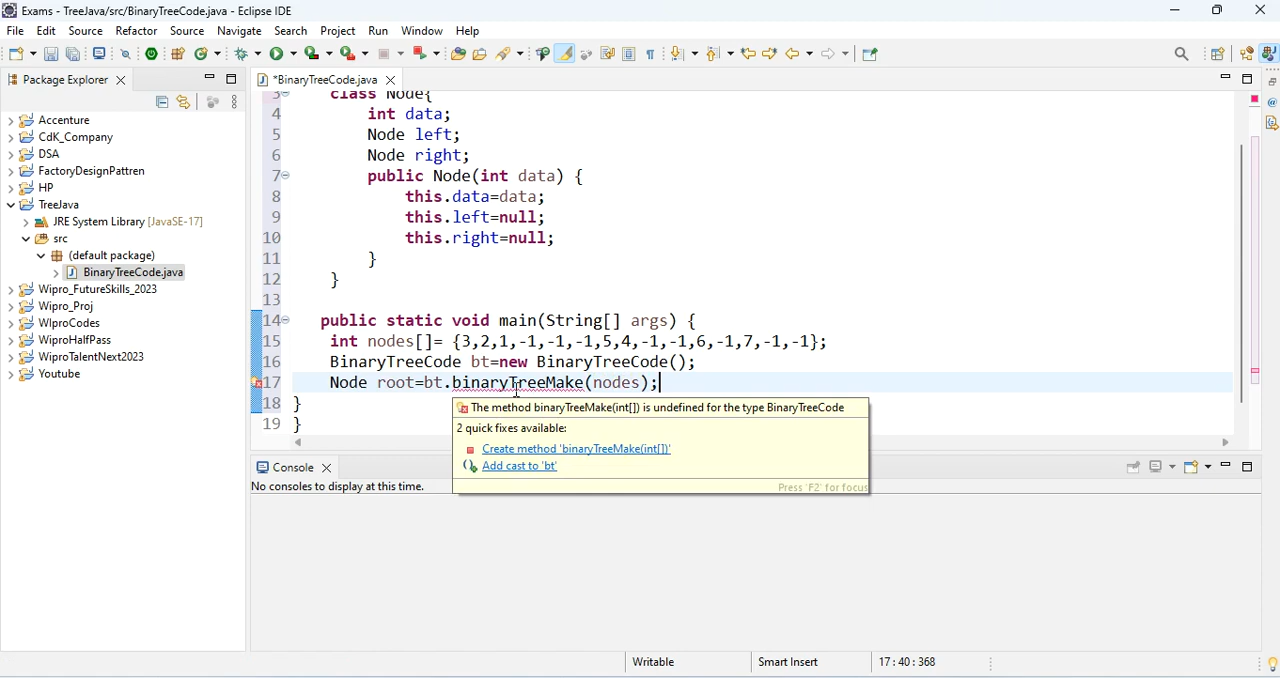 Exams - TreeJava/src/BinaryTreeCode.java - Eclipse IDE
File Edit Source Refactor Source Navigate Search Project Run Window Help
Package Explorer
*BinaryTreeCode.java
Accenture
CdK_Company
DSA
FactoryDesignPattren
HP
TreeJava
JRE System Library [JavaSE-17]
src
(default package)
BinaryTreeCode.java
Wipro_FutureSkills_2023
Wipro_Proj
WIproCodes
WiproHalfPass
WiproTalentNext2023
Youtube
3 class Node{
4 int data;
5 Node left;
6 Node right;
7 public Node(int data) {
8 this.data=data;
9 this.left=null;
10 this.right=null;
11 }
12 }
13
14 public static void main(String[] args) {
15 int nodes[]= {3,2,1,-1,-1,-1,5,4,-1,-1,6,-1,7,-1,-1};
16 BinaryTreeCode bt=new BinaryTreeCode();
17 Node root=bt.binaryTreeMake(nodes);
18 }
19 }
The method binaryTreeMake(int[]) is undefined for the type BinaryTreeCode
2 quick fixes available:
Create method 'binaryTreeMake(int[])'
Add cast to 'bt'
Press 'F2' for focus
Console
No consoles to display at this time.
Writable Smart Insert 17 : 40 : 368